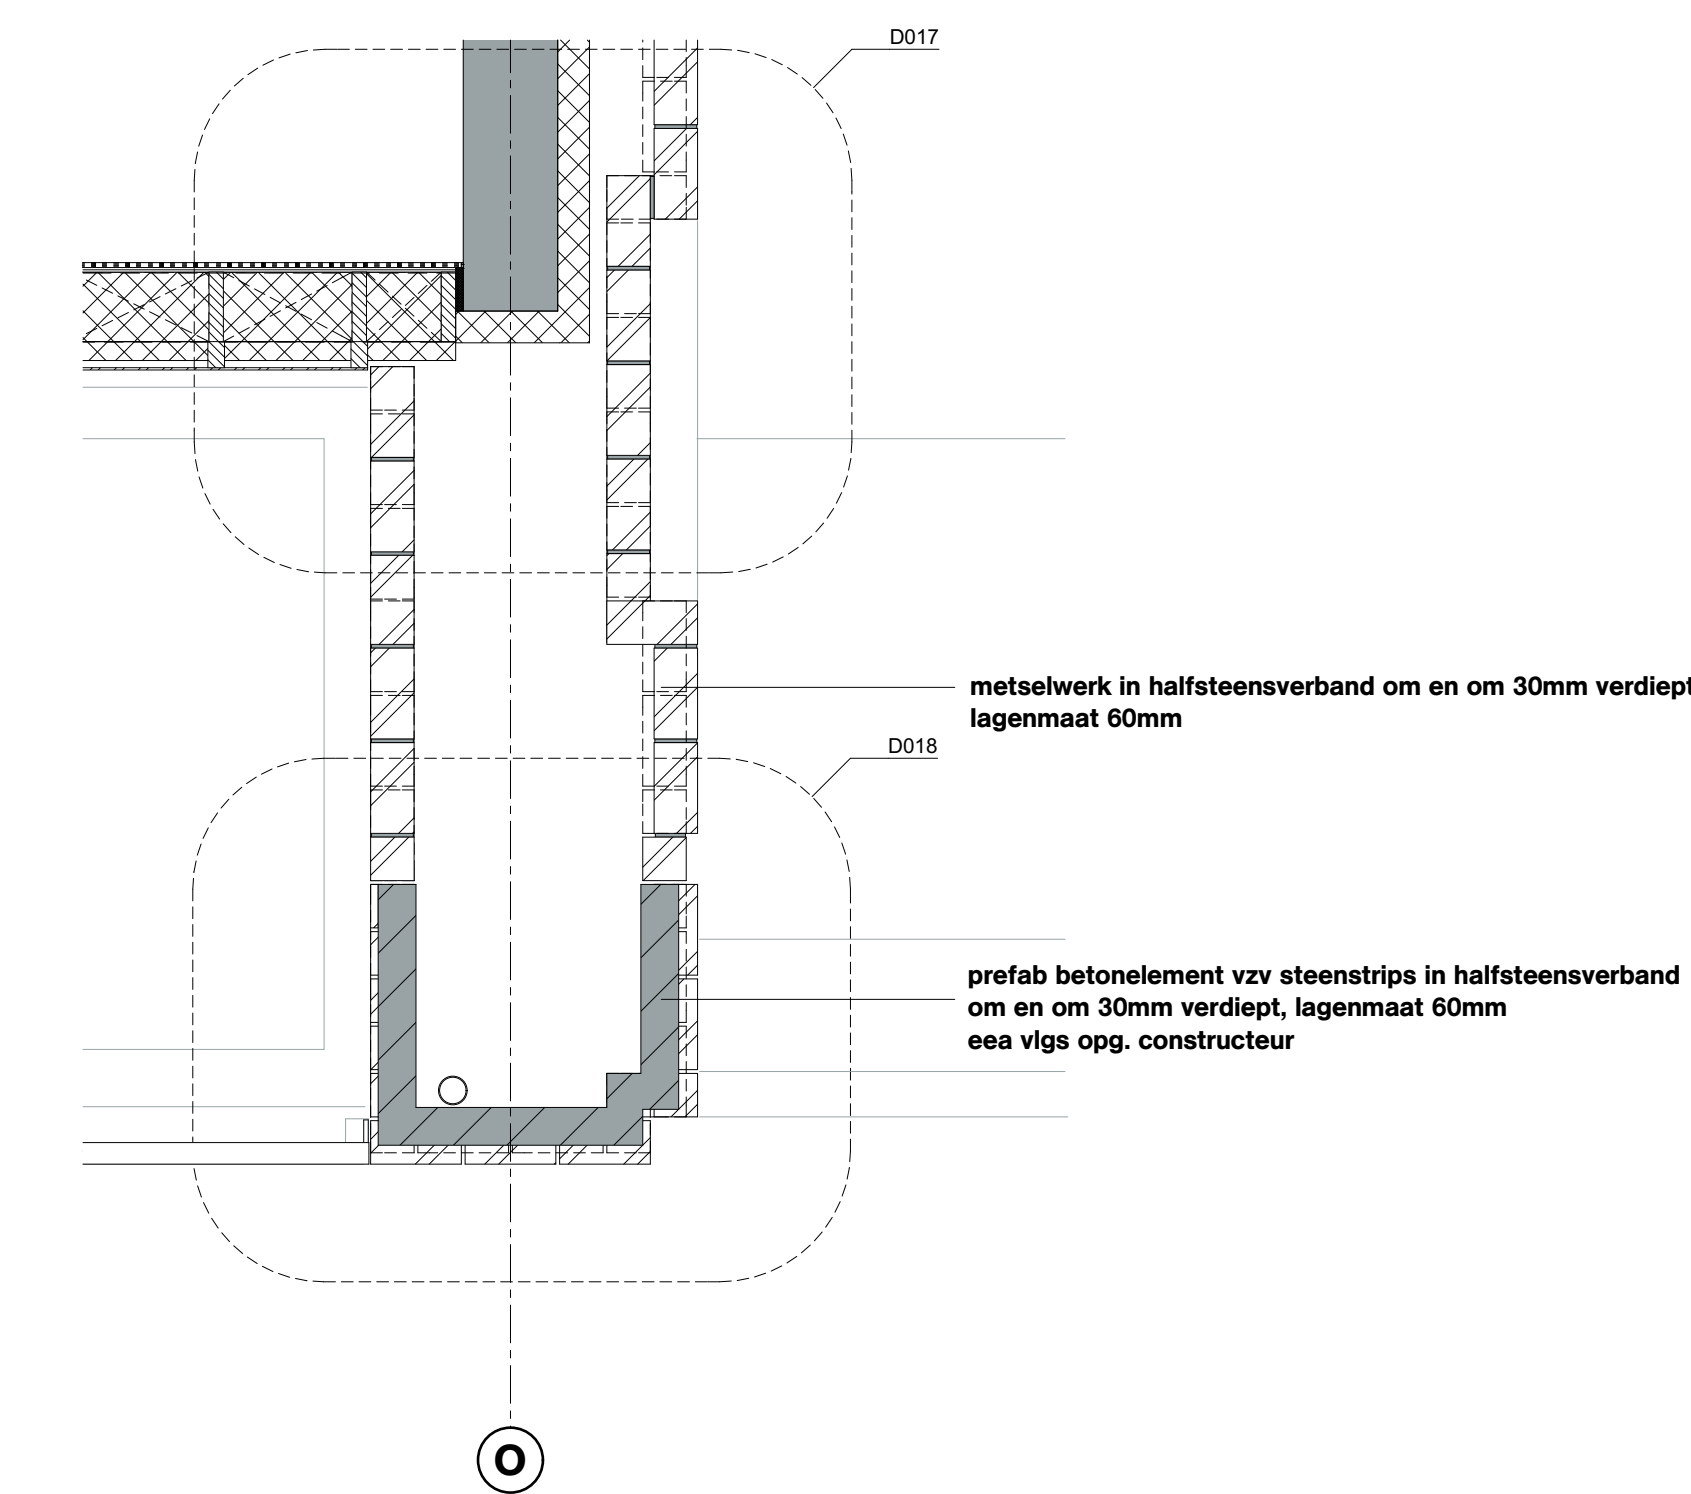 D017
metselwerk in halfsteensverband om en om 30mm verdiept
lagenmaat 60mm
D018
prefab betonelement vzv steenstrips in halfsteensverband
om en om 30mm verdiept, lagenmaat 60mm
eea vlgs opg. constructeur
O